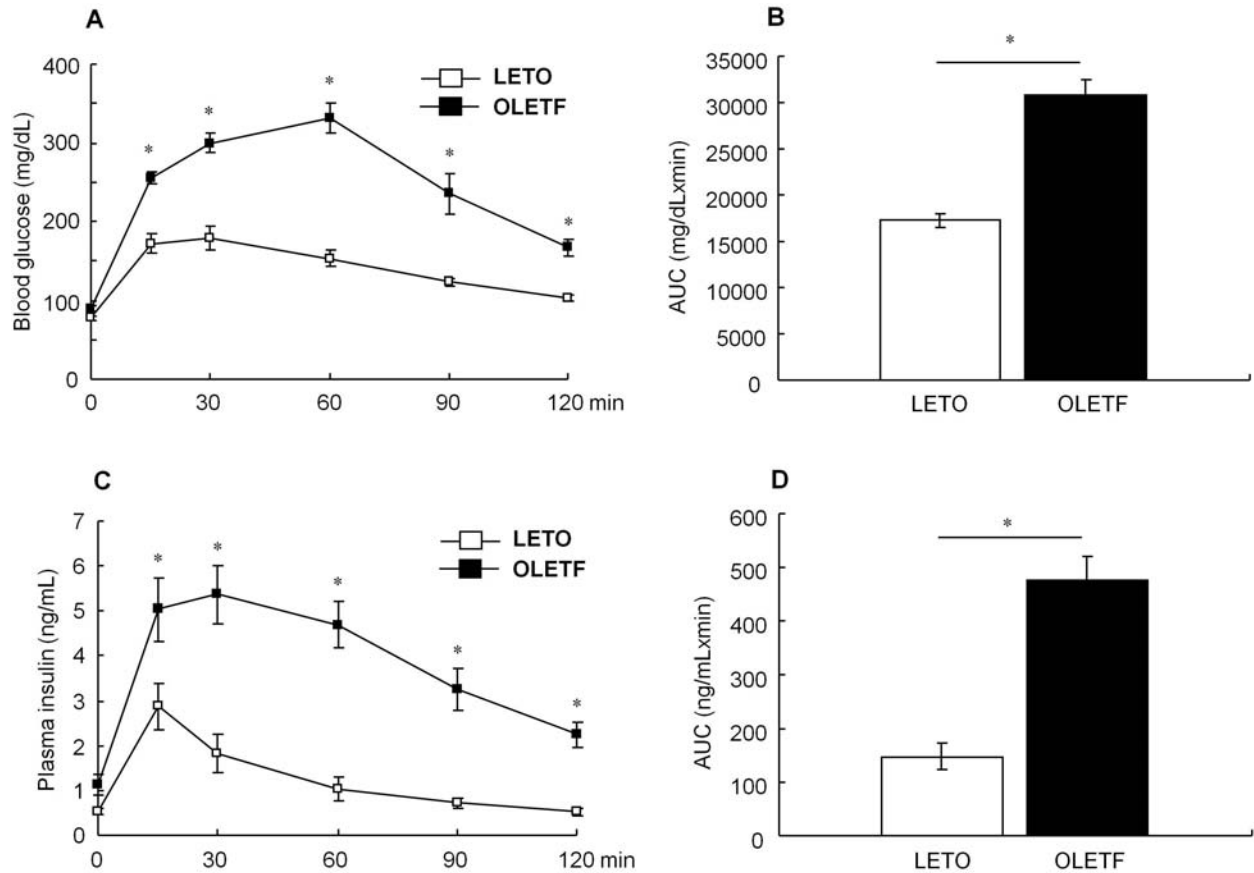 A
Blood glucose (mg/dL)
400
300
200
100
0
LETO
OLETF
*
*
*
*
*
0
30
60
90
120 min
B
AUC (mg/dLxmin)
35000
30000
25000
20000
15000
10000
5000
0
*
LETO
OLETF
C
Plasma insulin (ng/mL)
7
6
5
4
3
2
1
0
LETO
OLETF
*
*
*
*
*
0
30
60
90
120 min
D
AUC (ng/mLxmin)
600
500
400
300
200
100
0
*
LETO
OLETF